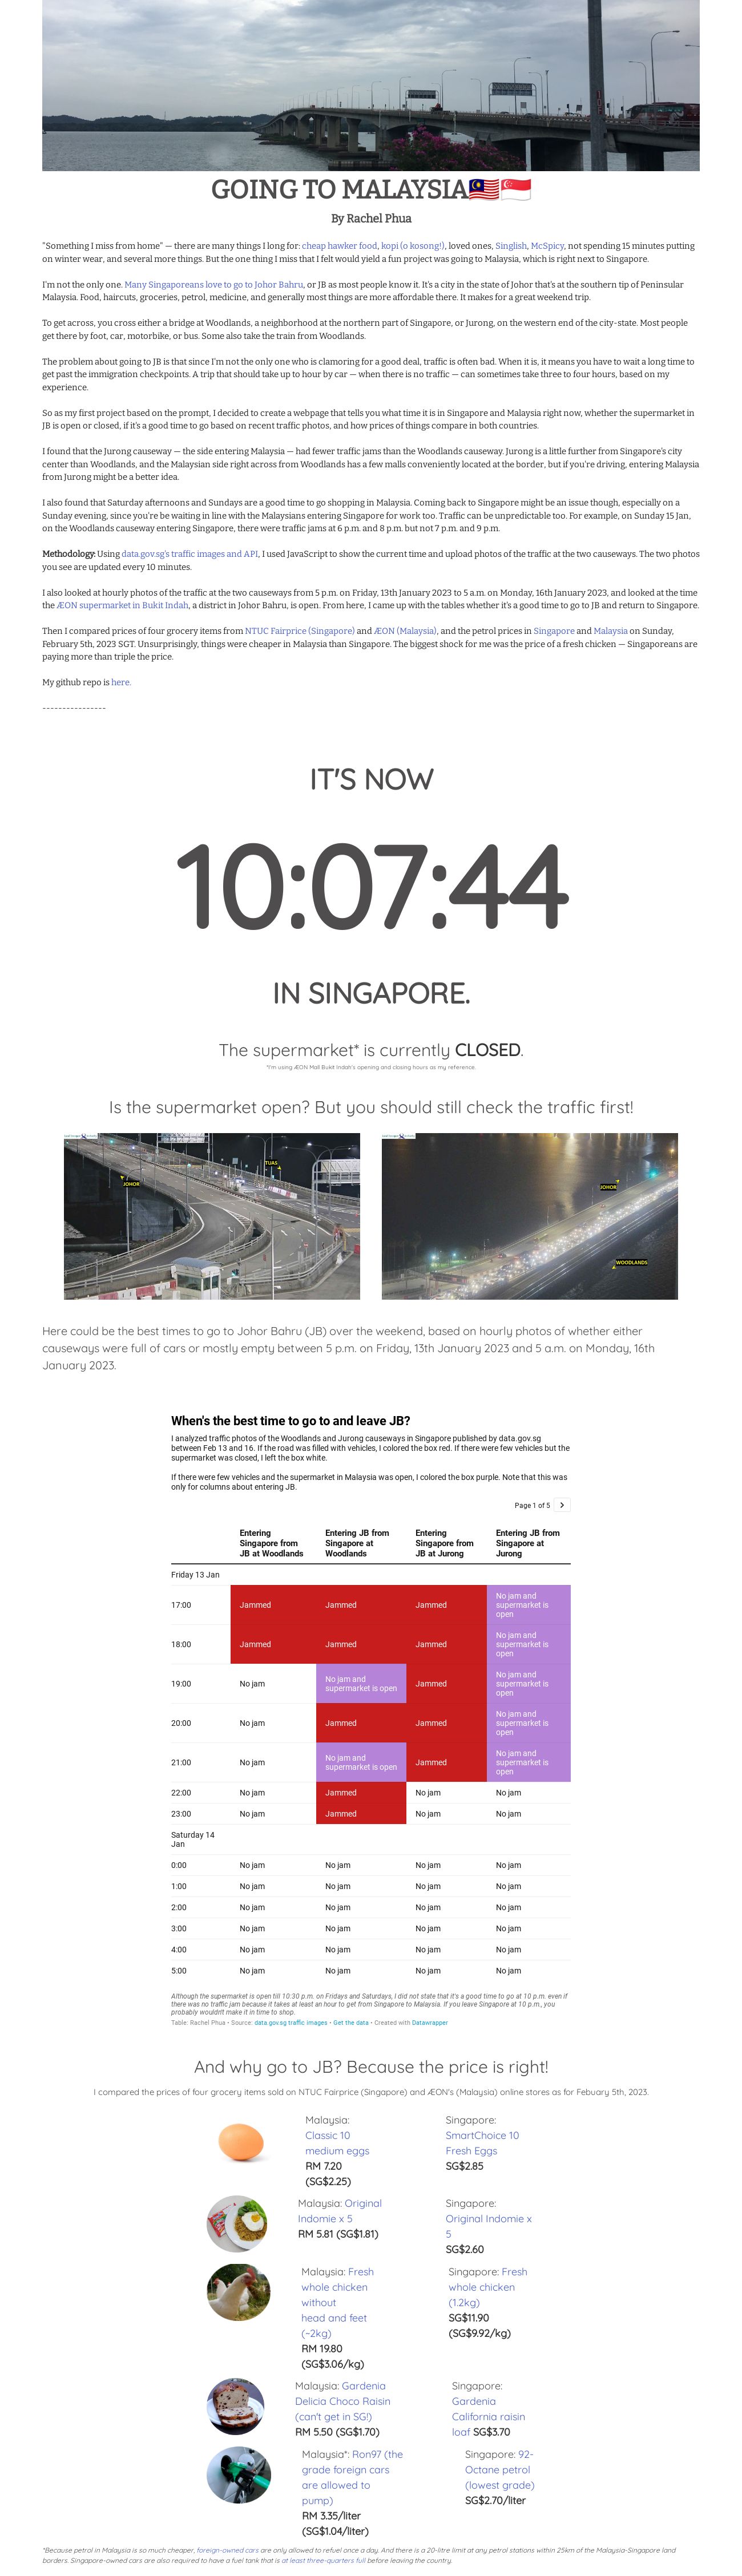 GOING TO MALAYSIA🇲🇾🇸🇬
By Rachel Phua
"Something I miss from home" — there are many things I long for: cheap hawker food, kopi (o kosong!), loved ones, Singlish, McSpicy, not spending 15 minutes putting
on winter wear, and several more things. But the one thing I miss that I felt would yield a fun project was going to Malaysia, which is right next to Singapore.
I'm not the only one. Many Singaporeans love to go to Johor Bahru, or JB as most people know it. It's a city in the state of Johor that's at the southern tip of Peninsular
Malaysia. Food, haircuts, groceries, petrol, medicine, and generally most things are more affordable there. It makes for a great weekend trip.
To get across, you cross either a bridge at Woodlands, a neighborhood at the northern part of Singapore, or Jurong, on the western end of the city-state. Most people
get there by foot, car, motorbike, or bus. Some also take the train from Woodlands.
The problem about going to JB is that since I'm not the only one who is clamoring for a good deal, traffic is often bad. When it is, it means you have to wait a long time to
get past the immigration checkpoints. A trip that should take up to hour by car — when there is no traffic — can sometimes take three to four hours, based on my
experience.
So as my first project based on the prompt, I decided to create a webpage that tells you what time it is in Singapore and Malaysia right now, whether the supermarket in
JB is open or closed, if it's a good time to go based on recent traffic photos, and how prices of things compare in both countries.
I found that the Jurong causeway — the side entering Malaysia — had fewer traffic jams than the Woodlands causeway. Jurong is a little further from Singapore's city
center than Woodlands, and the Malaysian side right across from Woodlands has a few malls conveniently located at the border, but if you're driving, entering Malaysia
from Jurong might be a better idea.
I also found that Saturday afternoons and Sundays are a good time to go shopping in Malaysia. Coming back to Singapore might be an issue though, especially on a
Sunday evening, since you're be waiting in line with the Malaysians entering Singapore for work too. Traffic can be unpredictable too. For example, on Sunday 15 Jan,
on the Woodlands causeway entering Singapore, there were traffic jams at 6 p.m. and 8 p.m. but not 7 p.m. and 9 p.m.
Methodology: Using data.gov.sg's traffic images and API, I used JavaScript to show the current time and upload photos of the traffic at the two causeways. The two photos
you see are updated every 10 minutes.
I also looked at hourly photos of the traffic at the two causeways from 5 p.m. on Friday, 13th January 2023 to 5 a.m. on Monday, 16th January 2023, and looked at the time
the ÆON supermarket in Bukit Indah, a district in Johor Bahru, is open. From here, I came up with the tables whether it's a good time to go to JB and return to Singapore.
Then I compared prices of four grocery items from NTUC Fairprice (Singapore) and ÆON (Malaysia), and the petrol prices in Singapore and Malaysia on Sunday,
February 5th, 2023 SGT. Unsurprisingly, things were cheaper in Malaysia than Singapore. The biggest shock for me was the price of a fresh chicken — Singaporeans are
paying more than triple the price.
My github repo is here.
----------------
IT'S NOW
10:07:44
IN SINGAPORE.
The supermarket* is currently CLOSED.
*I'm using ÆON Mall Bukit Indah's opening and closing hours as my reference.
Is the supermarket open? But you should still check the traffic first!
JOHOR
TUAS
JOHOR
WOODLANDS
Here could be the best times to go to Johor Bahru (JB) over the weekend, based on hourly photos of whether either
causeways were full of cars or mostly empty between 5 p.m. on Friday, 13th January 2023 and 5 a.m. on Monday, 16th
January 2023.
When's the best time to go to and leave JB?
I analyzed traffic photos of the Woodlands and Jurong causeways in Singapore published by data.gov.sg
between Feb 13 and 16. If the road was filled with vehicles, I colored the box red. If there were few vehicles but the
supermarket was closed, I left the box white.
If there were few vehicles and the supermarket in Malaysia was open, I colored the box purple. Note that this was
only for columns about entering JB.
Page 1 of 5 >
Entering Singapore from JB at Woodlands
Entering JB from Singapore at Woodlands
Entering Singapore from JB at Jurong
Entering JB from Singapore at Jurong
Friday 13 Jan
17:00 Jammed Jammed Jammed No jam and supermarket is open
18:00 Jammed Jammed Jammed No jam and supermarket is open
19:00 No jam No jam and supermarket is open Jammed No jam and supermarket is open
20:00 No jam Jammed Jammed No jam and supermarket is open
21:00 No jam No jam and supermarket is open Jammed No jam and supermarket is open
22:00 No jam Jammed No jam No jam
23:00 No jam Jammed No jam No jam
Saturday 14
Jan
0:00 No jam No jam No jam No jam
1:00 No jam No jam No jam No jam
2:00 No jam No jam No jam No jam
3:00 No jam No jam No jam No jam
4:00 No jam No jam No jam No jam
5:00 No jam No jam No jam No jam
Although the supermarket is open till 10:30 p.m. on Fridays and Saturdays, I did not state that it's a good time to go at 10 p.m. even if
there was no traffic jam because it takes at least an hour to get from Singapore to Malaysia. If you leave Singapore at 10 p.m., you
probably wouldn't make it in time to shop.
Table: Rachel Phua • Source: data.gov.sg traffic images • Get the data • Created with Datawrapper
And why go to JB? Because the price is right!
I compared the prices of four grocery items sold on NTUC Fairprice (Singapore) and ÆON's (Malaysia) online stores as for Febuary 5th, 2023.
Malaysia:
Classic 10
medium eggs
RM 7.20
(SG$2.25)
Singapore:
SmartChoice 10
Fresh Eggs
SG$2.85
Malaysia: Original
Indomie x 5
RM 5.81 (SG$1.81)
Singapore:
Original Indomie x
5
SG$2.60
Malaysia: Fresh
whole chicken
without
head and feet
(~2kg)
RM 19.80
(SG$3.06/kg)
Singapore: Fresh
whole chicken
(1.2kg)
SG$11.90
(SG$9.92/kg)
Malaysia: Gardenia
Delicia Choco Raisin
(can't get in SG!)
RM 5.50 (SG$1.70)
Singapore:
Gardenia
California raisin
loaf SG$3.70
Malaysia*: Ron97 (the
grade foreign cars
are allowed to
pump)
RM 3.35/liter
(SG$1.04/liter)
Singapore: 92-
Octane petrol
(lowest grade)
SG$2.70/liter
*Because petrol in Malaysia is so much cheaper, foreign-owned cars are only allowed to refuel once a day. And there is a 20-litre limit at any petrol stations within 25km of the Malaysia-Singapore land
borders. Singapore-owned cars are also required to have a fuel tank that is at least three-quarters full before leaving the country.